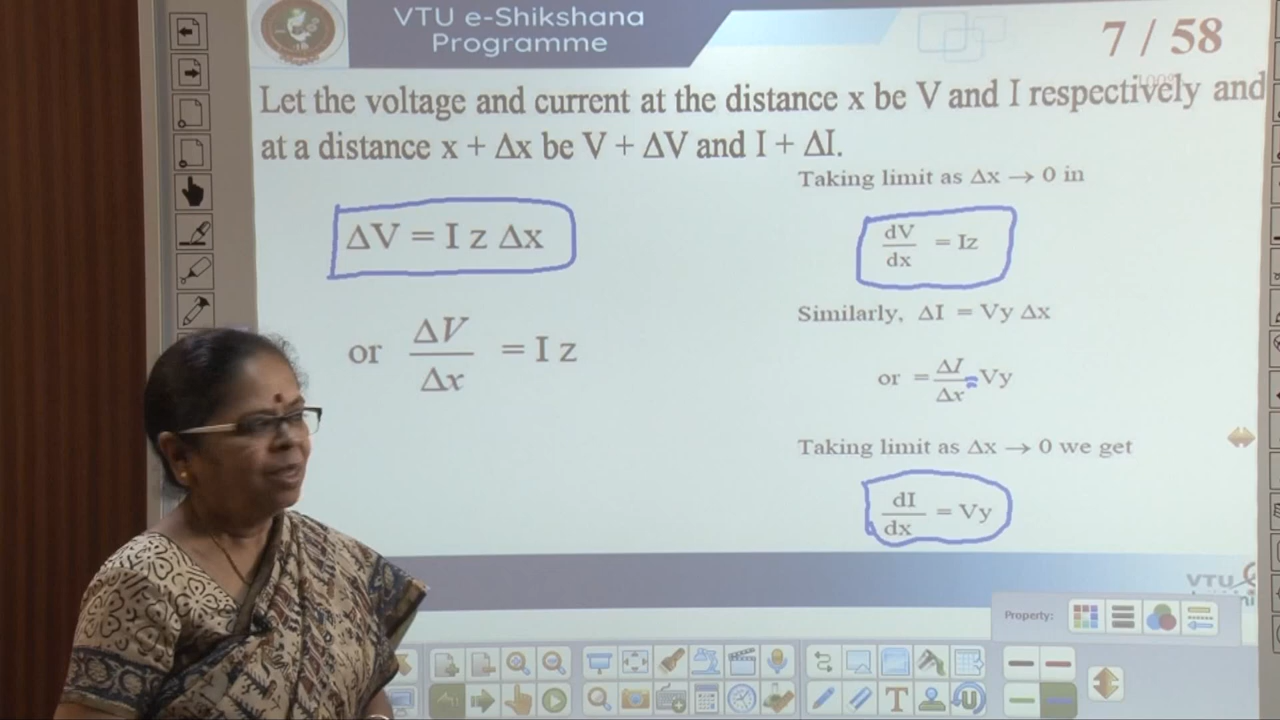 VTU e-Shikshana
Programme
7 / 58
Let the voltage and current at the distance x be V and I respectively and
at a distance x + Δx be V + ΔV and I + ΔI.
ΔV = I z Δx
or ΔV/Δx = I z
Taking limit as Δx → 0 in
dV/dx = Iz
Similarly, ΔI = Vy Δx
or = ΔI/Δx = Vy
Taking limit as Δx → 0 we get
dI/dx = Vy
VTU
Property: